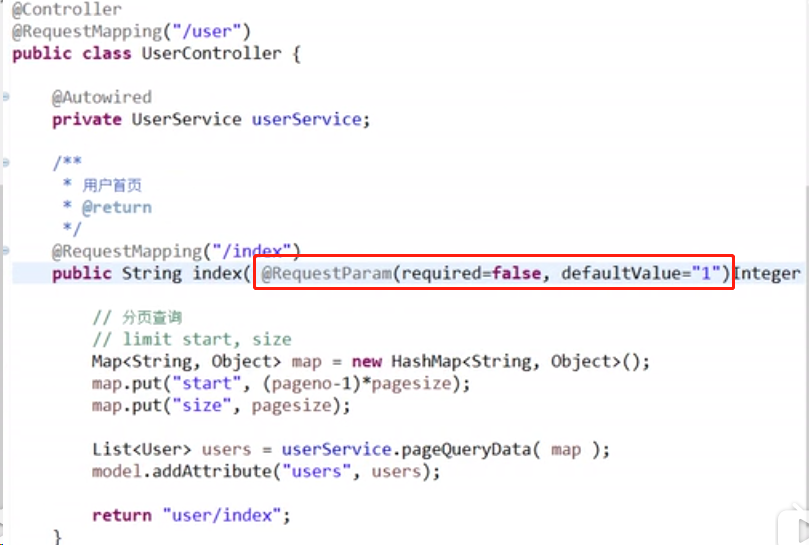 @Controller
@RequestMapping("/user")
public class UserController {
@Autowired
private UserService userService;
/**
* 用户首页
* @return
*/
@RequestMapping("/index")
public String index( @RequestParam(required=false, defaultValue="1")Integer
// 分页查询
// limit start, size
Map<String, Object> map = new HashMap<String, Object>();
map.put("start", (pageno-1)*pagesize);
map.put("size", pagesize);
List<User> users = userService.pageQueryData( map );
model.addAttribute("users", users);
return "user/index";
}